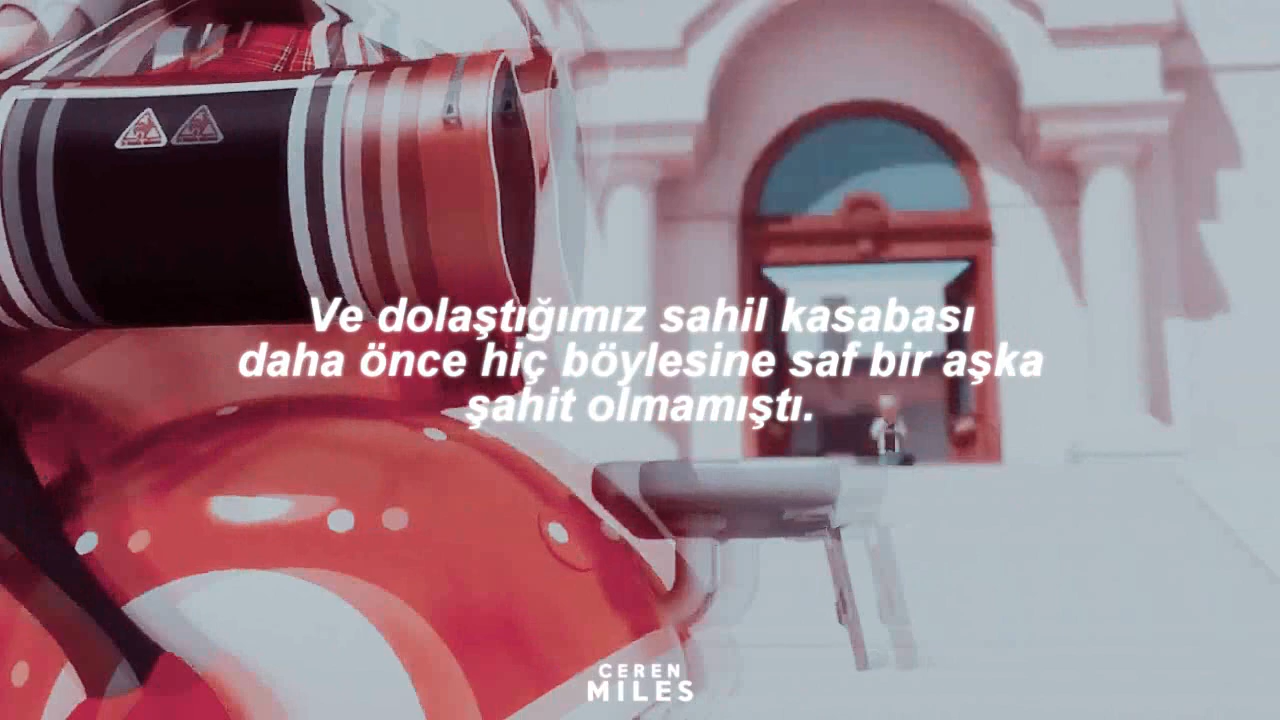 Ve dolaştığımız sahil kasabası
daha önce hiç böylesine saf bir aşka
şahit olmamıştı.
CEREN
MILES